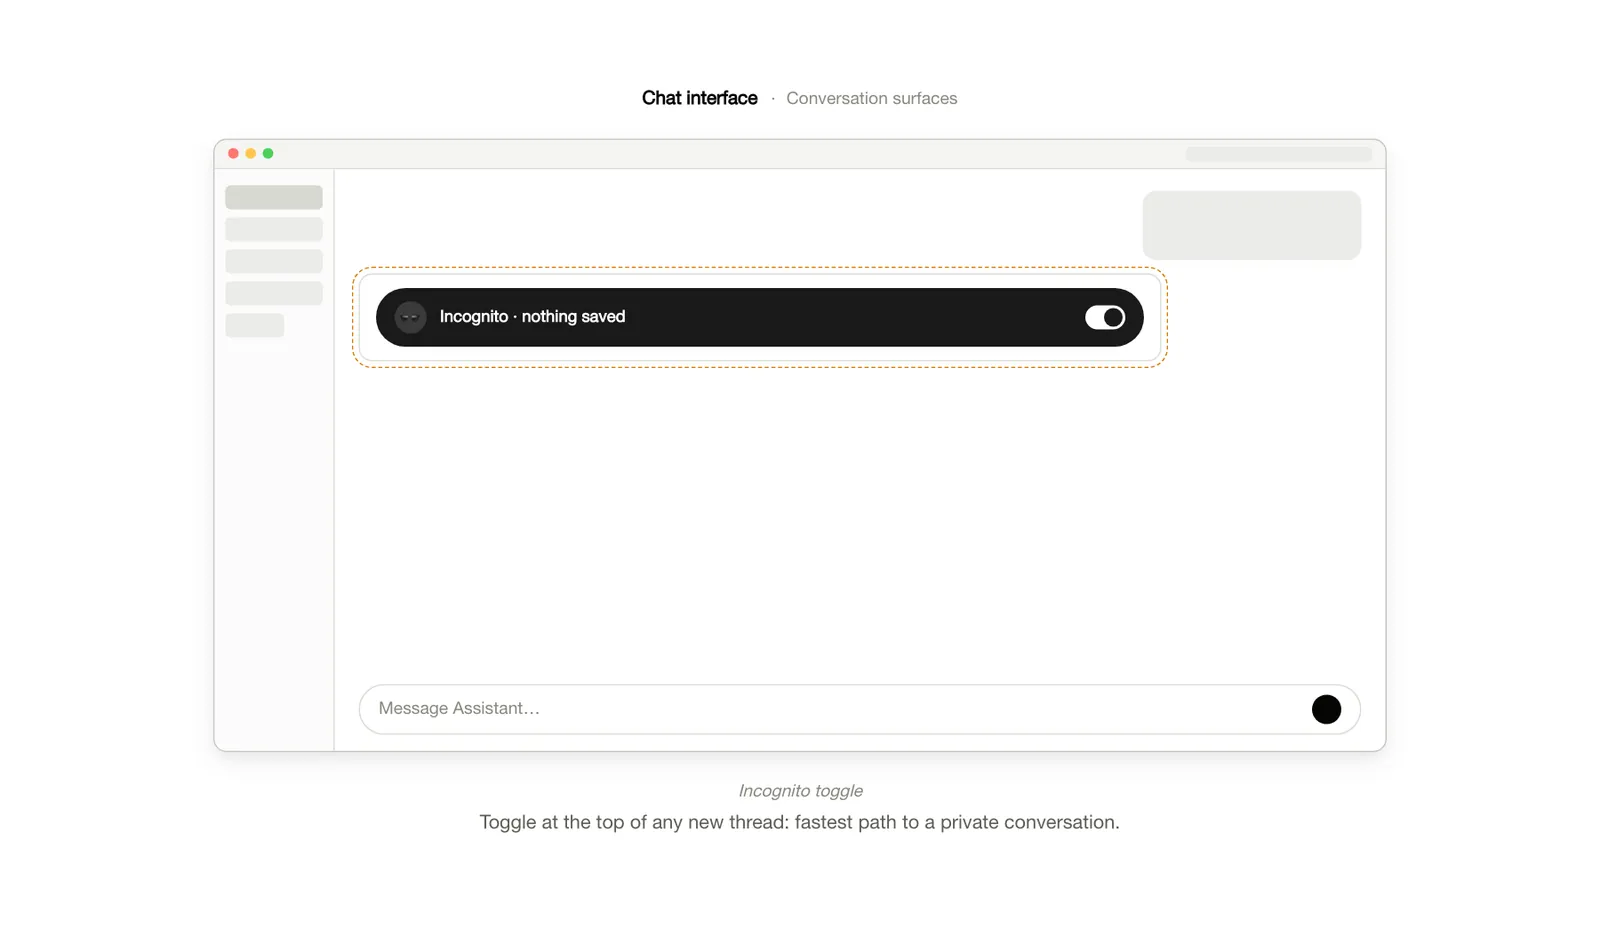 Chat interface · Conversation surfaces
Incognito · nothing saved
Message Assistant...
Incognito toggle
Toggle at the top of any new thread: fastest path to a private conversation.